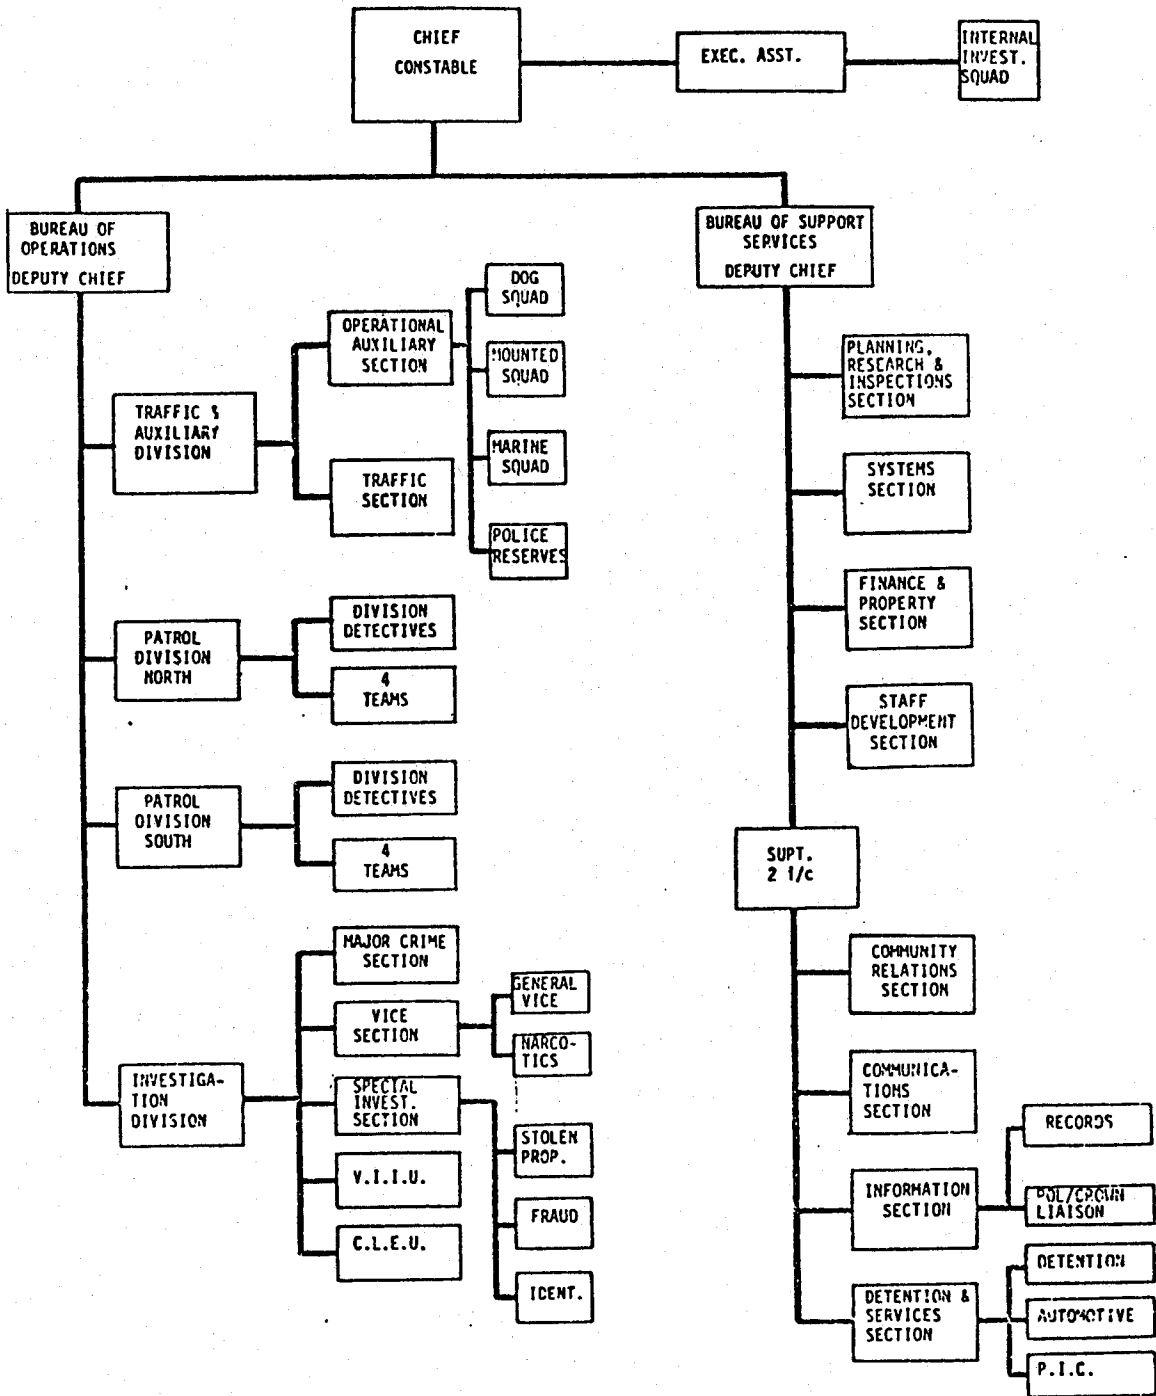 CHIEF
CONSTABLE
EXEC. ASST.
INTERNAL
INVEST.
SQUAD
BUREAU OF
OPERATIONS
DEPUTY CHIEF
BUREAU OF SUPPORT
SERVICES
DEPUTY CHIEF
TRAFFIC &
AUXILIARY
DIVISION
OPERATIONAL
AUXILIARY
SECTION
DOG
SQUAD
MOUNTED
SQUAD
MARINE
SQUAD
POLICE
RESERVES
TRAFFIC
SECTION
PATROL
DIVISION
NORTH
DIVISION
DETECTIVES
4
TEAMS
PATROL
DIVISION
SOUTH
DIVISION
DETECTIVES
4
TEAMS
INVESTIGA-
TION
DIVISION
MAJOR CRIME
SECTION
VICE
SECTION
GENERAL
VICE
NARCO-
TICS
SPECIAL
INVEST.
SECTION
STOLEN
PROP.
FRAUD
IDENT.
V.I.I.U.
C.L.E.U.
PLANNING,
RESEARCH &
INSPECTIONS
SECTION
SYSTEMS
SECTION
FINANCE &
PROPERTY
SECTION
STAFF
DEVELOPMENT
SECTION
SUPT.
2 i/c
COMMUNITY
RELATIONS
SECTION
COMMUNICA-
TIONS
SECTION
INFORMATION
SECTION
RECORDS
POL/CROWN
LIAISON
DETENTION &
SERVICES
SECTION
DETENTION
AUTOMOTIVE
P.I.C.